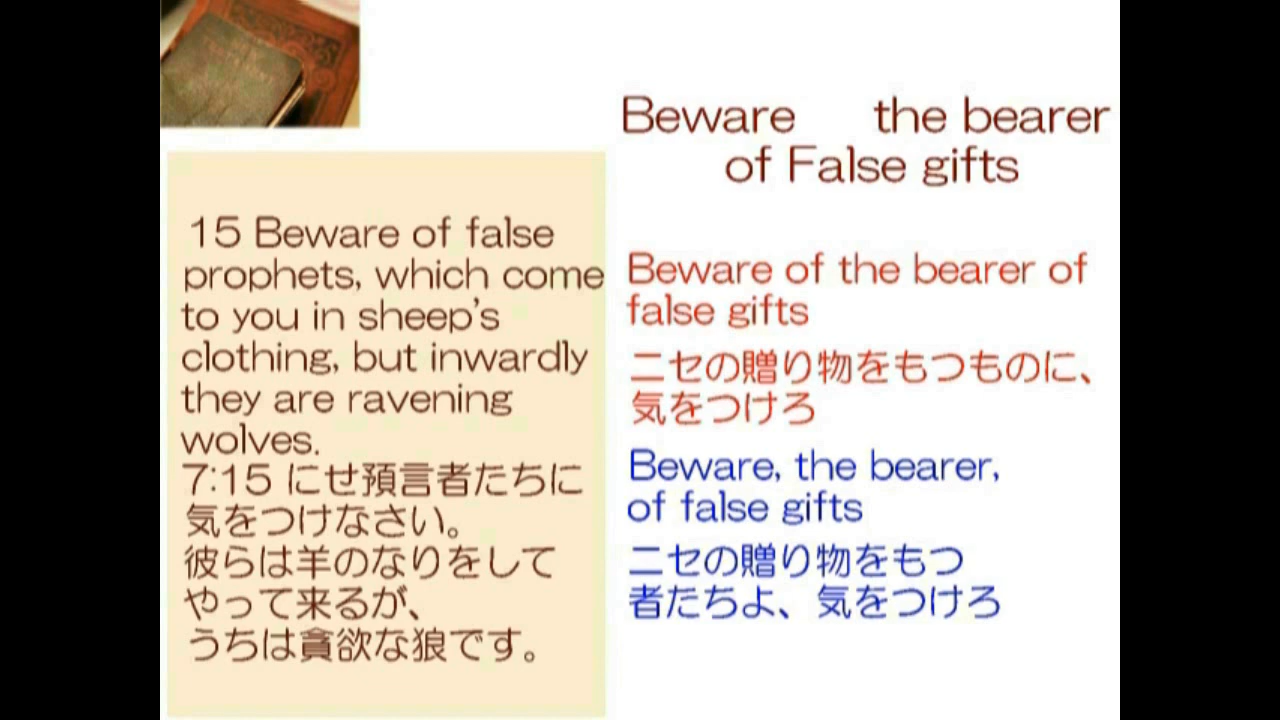 15 Beware of false
prophets, which come
to you in sheep's
clothing, but inwardly
they are ravening
wolves.
7:15 にせ預言者たちに
気をつけなさい。
彼らは羊のなりをして
やって来るが、
うちは貪欲な狼です。
Beware the bearer
of False gifts
Beware of the bearer of
false gifts
ニセの贈り物をもつものに、
気をつけろ
Beware, the bearer,
of false gifts
ニセの贈り物をもつ
者たちよ、気をつけろ